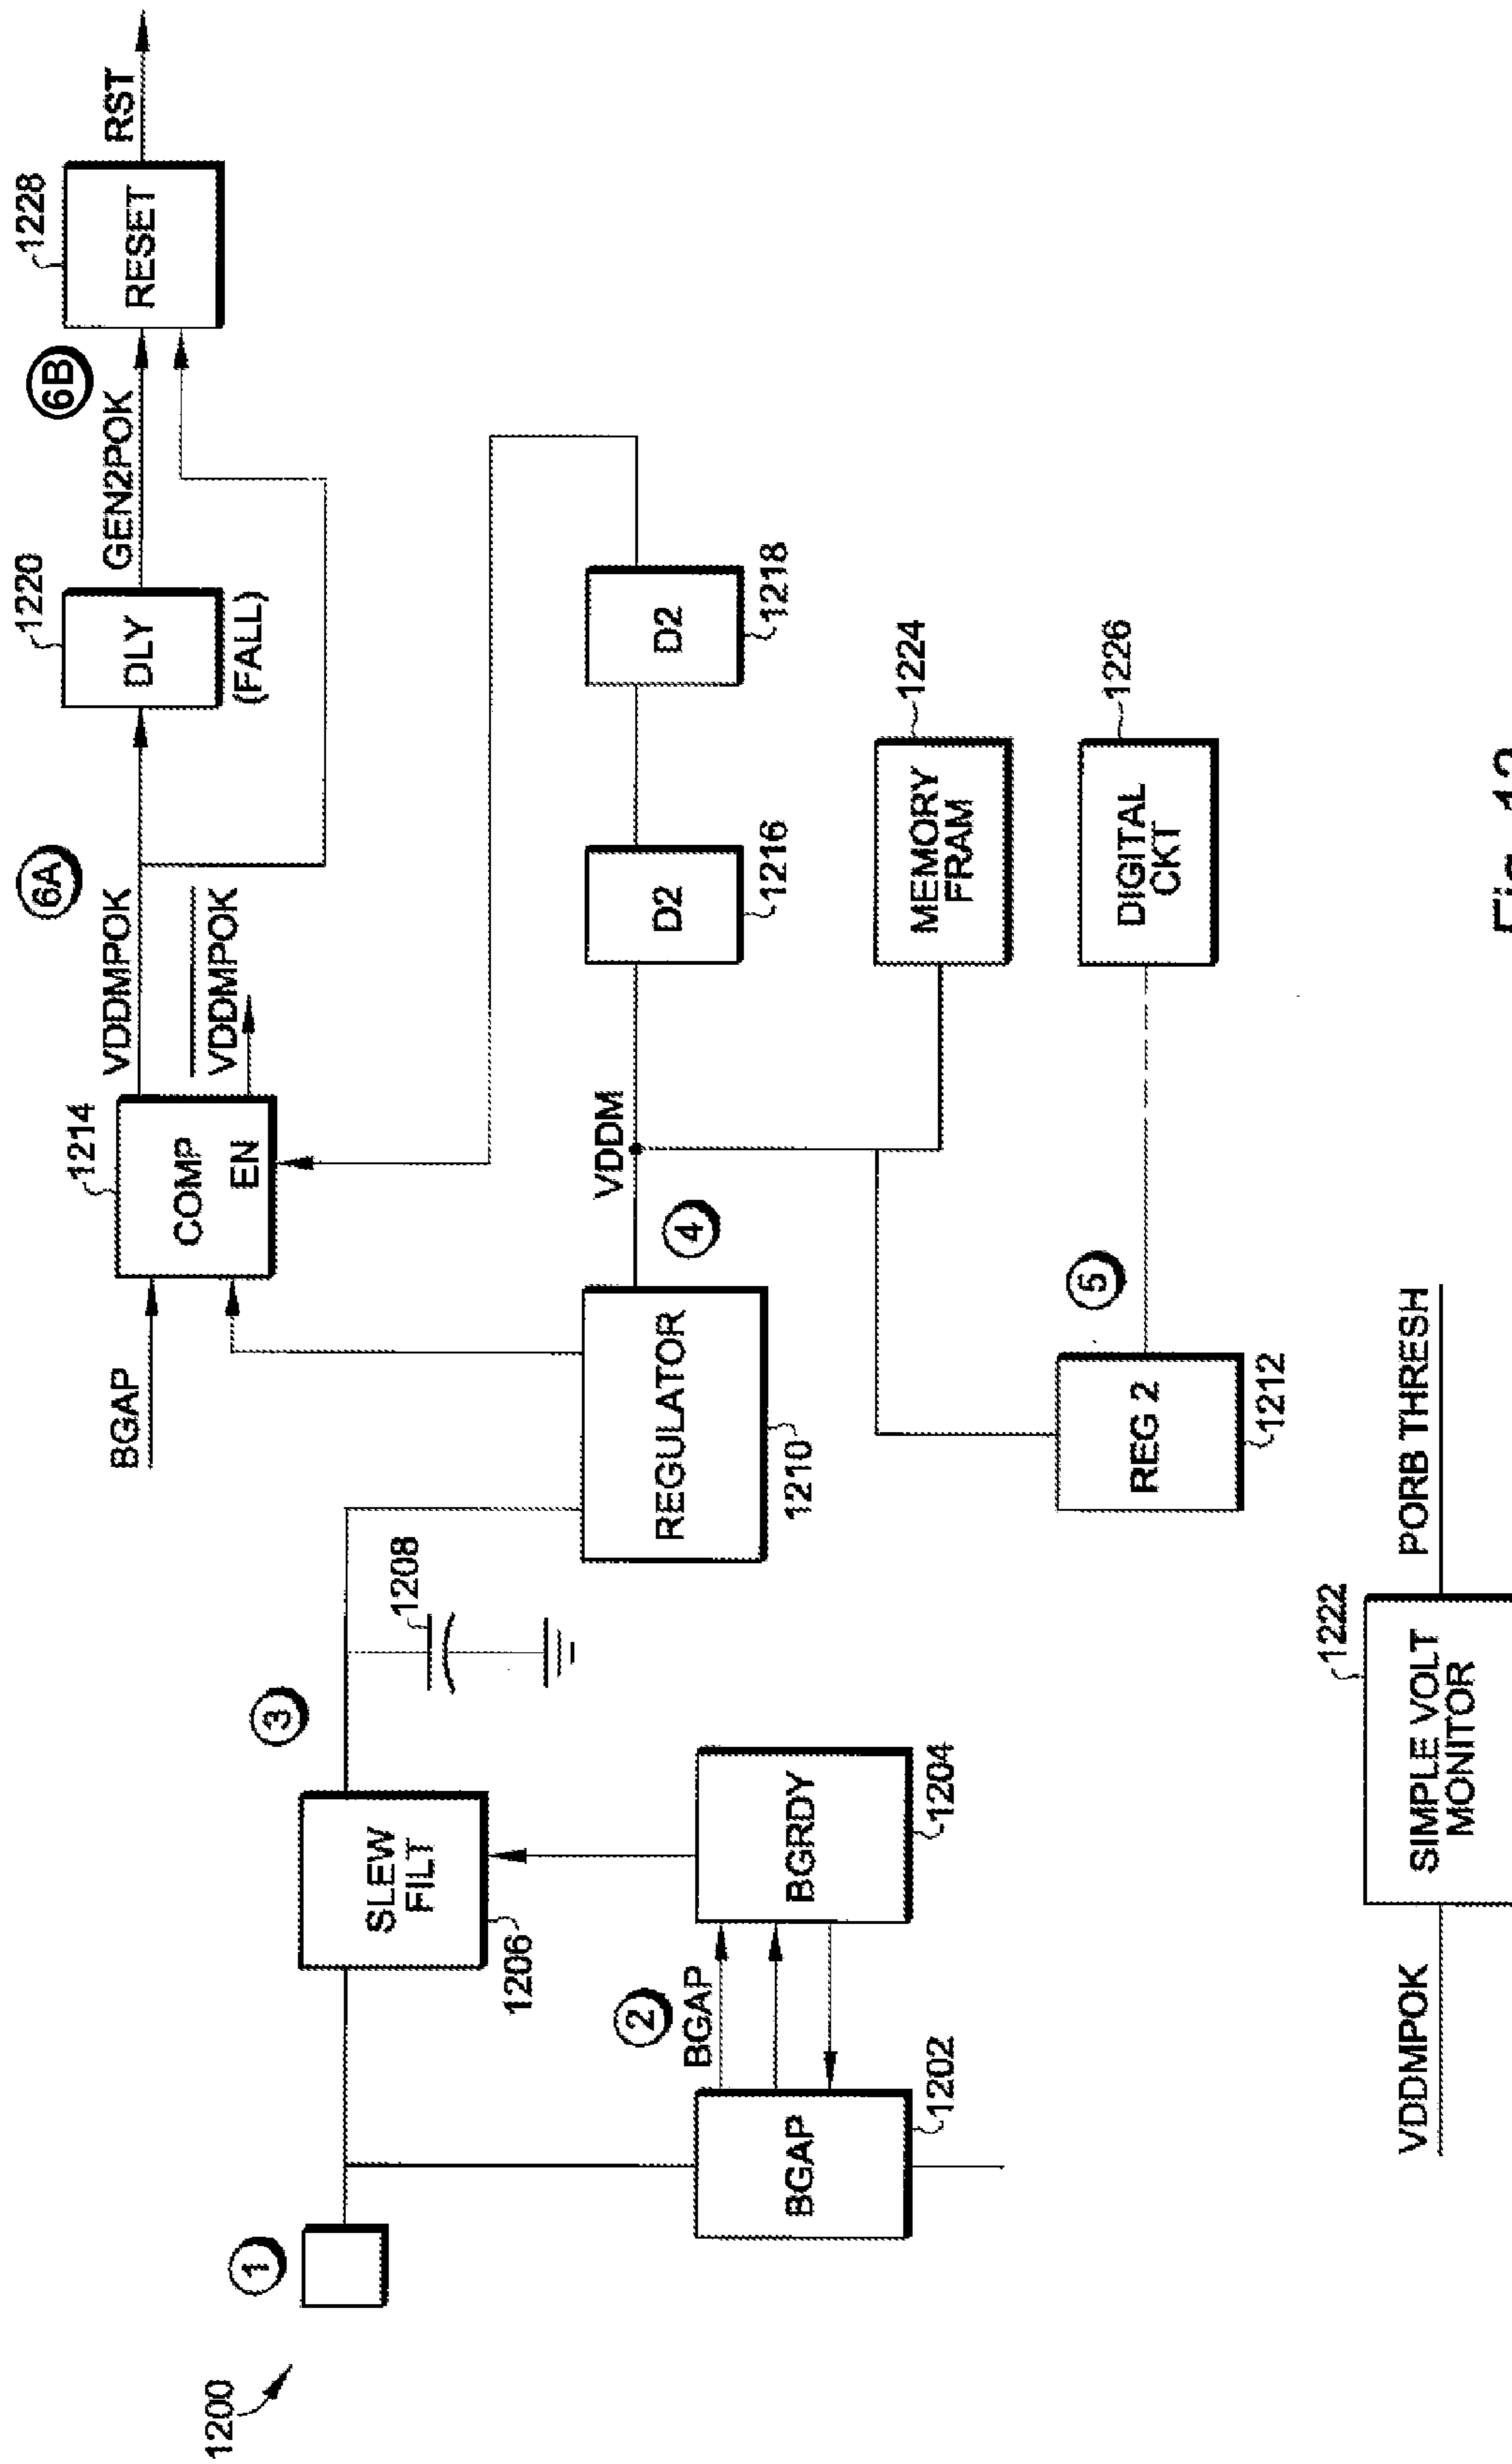 1200
1
2
BGAP
BGAP
1202
BGRDY
1204
SLEW
FILT
1206
3
1208
REGULATOR
1210
4
VDDM
BGAP
COMP
EN
1214
VDDMPOK
VDDMPOK
6A
DLY
(FALL)
1220
GEN2POK
6B
RESET
1228
RST
D2
1216
D2
1218
MEMORY
FRAM
1224
REG 2
1212
5
DIGITAL
CKT
1226
VDDMPOK
SIMPLE VOLT
MONITOR
1222
PORB THRESH